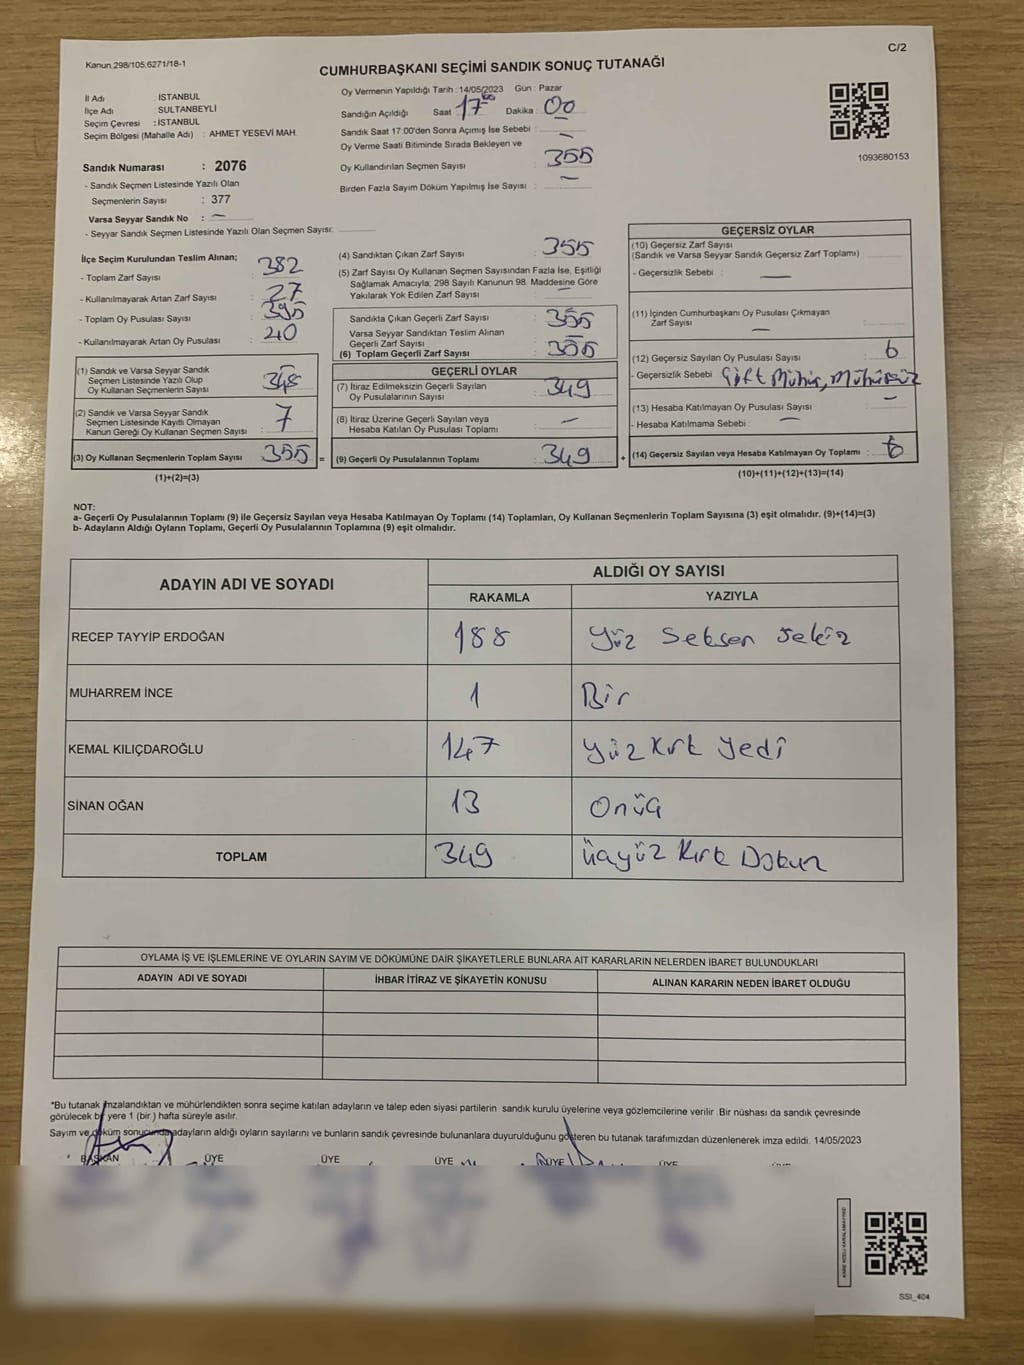 Kanun,298/105,6271/18-1
C/2
CUMHURBAŞKANI SEÇİMİ SANDIK SONUÇ TUTANAĞI
İl Adı : İSTANBUL
İlçe Adı : SULTANBEYLİ
Seçim Çevresi : İSTANBUL
Seçim Bölgesi (Mahalle Adı) : AHMET YESEVİ MAH.
Sandık Numarası : 2076
- Sandık Seçmen Listesinde Yazılı Olan
Seçmenlerin Sayısı : 377
Varsa Seyyar Sandık No : —
- Seyyar Sandık Seçmen Listesinde Yazılı Olan Seçmen Sayısı:
Oy Vermenin Yapıldığı Tarih : 14/05/2023 Gün : Pazar
Sandığın Açıldığı Saat 17 Dakika : 00
Sandık Saat 17:00'den Sonra Açımış İse Sebebi : —
Oy Verme Saati Bitiminde Sırada Bekleyen ve
Oy Kullandırılan Seçmen Sayısı : 355
Birden Fazla Sayım Döküm Yapılmış İse Sayısı : —
1093680153
İlçe Seçim Kurulundan Teslim Alınan;
- Toplam Zarf Sayısı : 382
- Kullanılmayarak Artan Zarf Sayısı : 27
- Toplam Oy Pusulası Sayısı : 395
- Kullanılmayarak Artan Oy Pusulası : 40
(1) Sandık ve Varsa Seyyar Sandık
Seçmen Listesinde Yazılı Olup
Oy Kullanan Seçmenlerin Sayısı : 348
(2) Sandık ve Varsa Seyyar Sandık
Seçmen Listesinde Kayıtlı Olmayan
Kanun Gereği Oy Kullanan Seçmen Sayısı : 7
(3) Oy Kullanan Seçmenlerin Toplam Sayısı : 355 =
(1)+(2)=(3)
(4) Sandıktan Çıkan Zarf Sayısı : 355
(5) Zarf Sayısı Oy Kullanan Seçmen Sayısından Fazla İse, Eşitliği
Sağlamak Amacıyla; 298 Sayılı Kanunun 98. Maddesine Göre
Yakılarak Yok Edilen Zarf Sayısı : —
Sandıkta Çıkan Geçerli Zarf Sayısı : 355
Varsa Seyyar Sandıktan Teslim Alınan
Geçerli Zarf Sayısı : —
(6) Toplam Geçerli Zarf Sayısı : 355
GEÇERLİ OYLAR
(7) İtiraz Edilmeksizin Geçerli Sayılan
Oy Pusulalarının Sayısı : 349
(8) İtiraz Üzerine Geçerli Sayılan veya
Hesaba Katılan Oy Pusulası Toplamı : —
(9) Geçerli Oy Pusulalarının Toplamı : 349 +
GEÇERSİZ OYLAR
(10) Geçersiz Zarf Sayısı
(Sandık ve Varsa Seyyar Sandık Geçersiz Zarf Toplamı) :
- Geçersizlik Sebebi : —
(11) İçinden Cumhurbaşkanı Oy Pusulası Çıkmayan
Zarf Sayısı : —
(12) Geçersiz Sayılan Oy Pusulası Sayısı : 6
- Geçersizlik Sebebi : Çift Mühür, Mühürsüz
(13) Hesaba Katılmayan Oy Pusulası Sayısı : —
- Hesaba Katılmama Sebebi : —
(14) Geçersiz Sayılan veya Hesaba Katılmayan Oy Toplamı : 6
(10)+(11)+(12)+(13)=(14)
NOT:
a- Geçerli Oy Pusulalarının Toplamı (9) ile Geçersiz Sayılan veya Hesaba Katılmayan Oy Toplamı (14) Toplamları, Oy Kullanan Seçmenlerin Toplam Sayısına (3) eşit olmalıdır. (9)+(14)=(3)
b- Adayların Aldığı Oyların Toplamı, Geçerli Oy Pusulalarının Toplamına (9) eşit olmalıdır.
ADAYIN ADI VE SOYADI
ALDIĞI OY SAYISI
RAKAMLA YAZIYLA
RECEP TAYYİP ERDOĞAN 188 Yüz Seksen Sekiz
MUHARREM İNCE 1 Bir
KEMAL KILIÇDAROĞLU 147 Yüz Kırk Yedi
SİNAN OĞAN 13 Onüç
TOPLAM 349 Üçyüz Kırk Dokuz
OYLAMA İŞ VE İŞLEMLERİNE VE OYLARIN SAYIM VE DÖKÜMÜNE DAİR ŞİKAYETLERLE BUNLARA AİT KARARLARIN NELERDEN İBARET BULUNDUKLARI
ADAYIN ADI VE SOYADI İHBAR İTİRAZ VE ŞİKAYETİN KONUSU ALINAN KARARIN NEDEN İBARET OLDUĞU
*Bu tutanak imzalandıktan ve mühürlendikten sonra seçime katılan adayların ve talep eden siyasi partilerin sandık kurulu üyelerine veya gözlemcilerine verilir .Bir nüshası da sandık çevresinde
görülecek bir yere 1 (bir ) hafta süreyle asılır.
Sayım ve döküm sonucunda adayların aldığı oyların sayılarını ve bunların sandık çevresinde bulunanlara duyurulduğunu gösteren bu tutanak tarafımızdan düzenlenerek imza edildi. 14/05/2023
BAŞKAN ÜYE ÜYE ÜYE ÜYE ÜYE
SSI_404